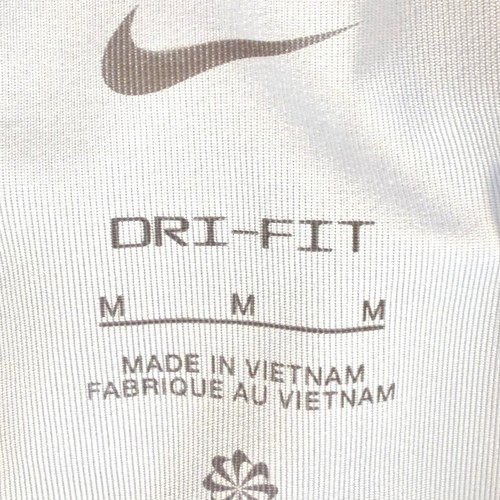 DRI-FIT
M M M
MADE IN VIETNAM
FABRIQUE AU VIETNAM